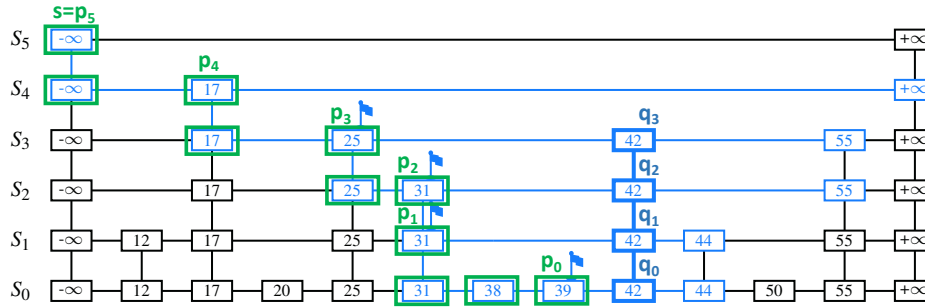 s=p5
S5 -∞ +∞
p4
S4 -∞ 17 +∞
p3 q3
S3 -∞ 17 25 42 55 +∞
p2 q2
S2 -∞ 17 25 31 42 55 +∞
p1 q1
S1 -∞ 12 17 25 31 42 44 55 +∞
p0 q0
S0 -∞ 12 17 20 25 31 38 39 42 44 50 55 +∞